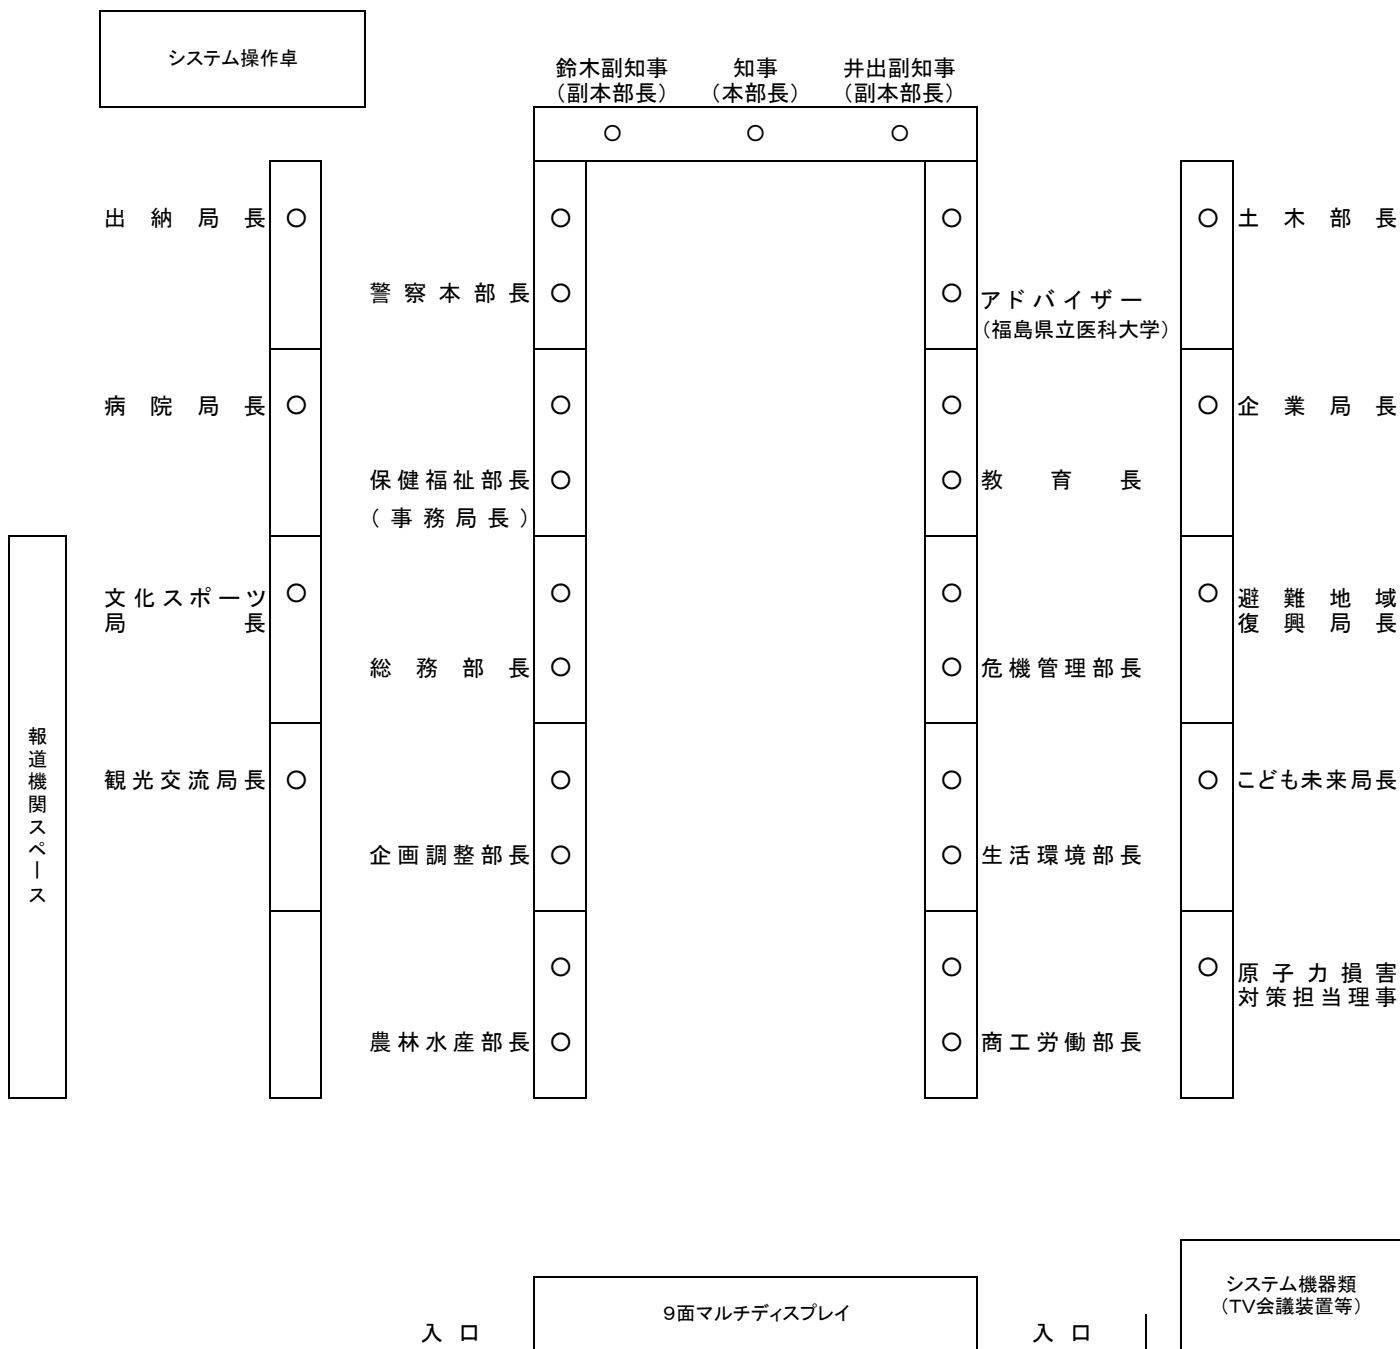 システム操作卓
鈴木副知事
（副本部長）
知事
（本部長）
井出副知事
（副本部長）
出納局長
警察本部長
病院局長
保健福祉部長
（事務局長）
文化スポーツ
局長
総務部長
観光交流局長
企画調整部長
農林水産部長
報道機関スペース
アドバイザー
（福島県立医科大学）
教育長
危機管理部長
生活環境部長
商工労働部長
土木部長
企業局長
避難地域
復興局長
こども未来局長
原子力損害
対策担当理事
入口
9面マルチディスプレイ
入口
システム機器類
（TV会議装置等）